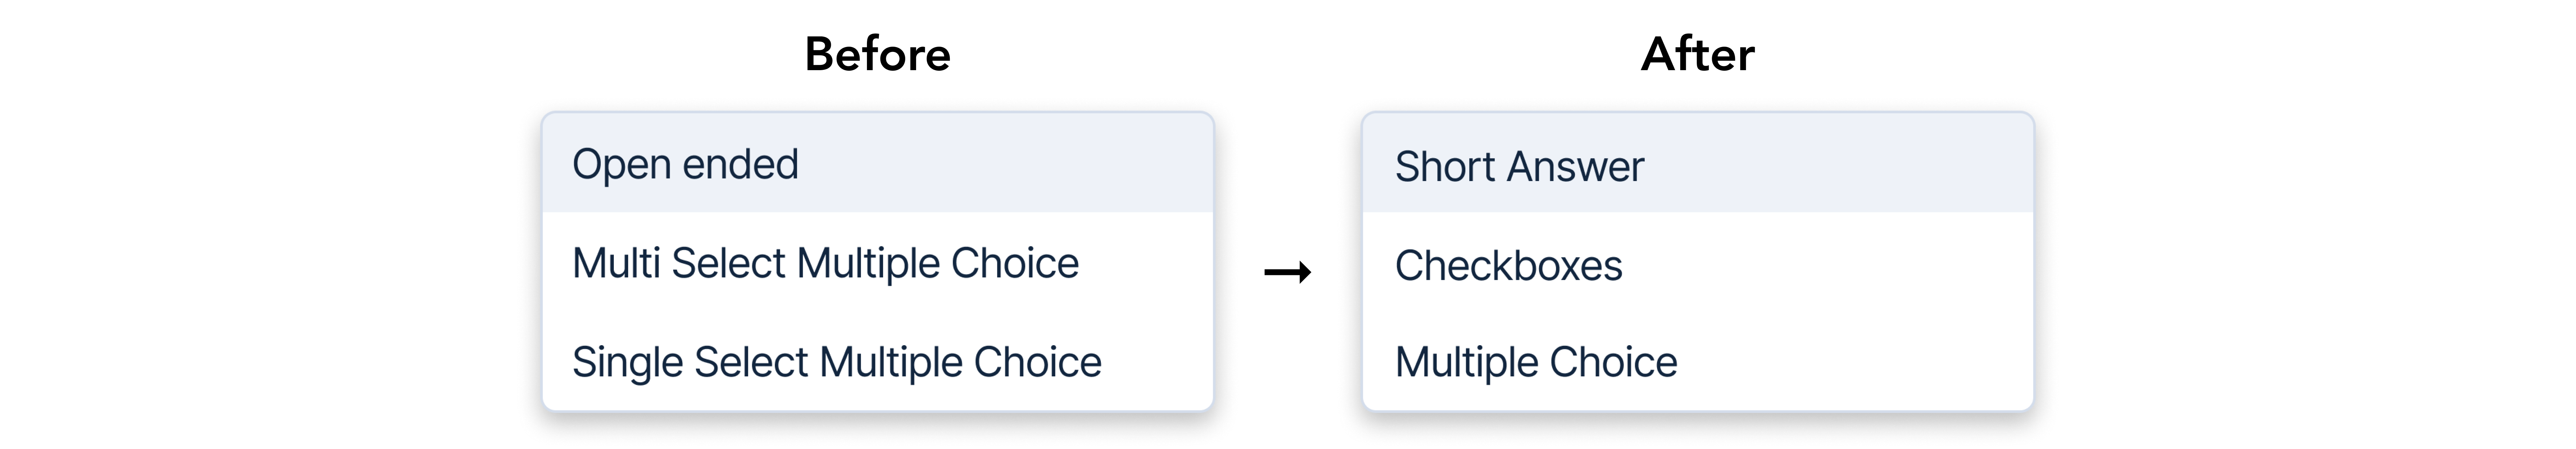 Before
Open ended
Multi Select Multiple Choice
Single Select Multiple Choice
After
Short Answer
Checkboxes
Multiple Choice